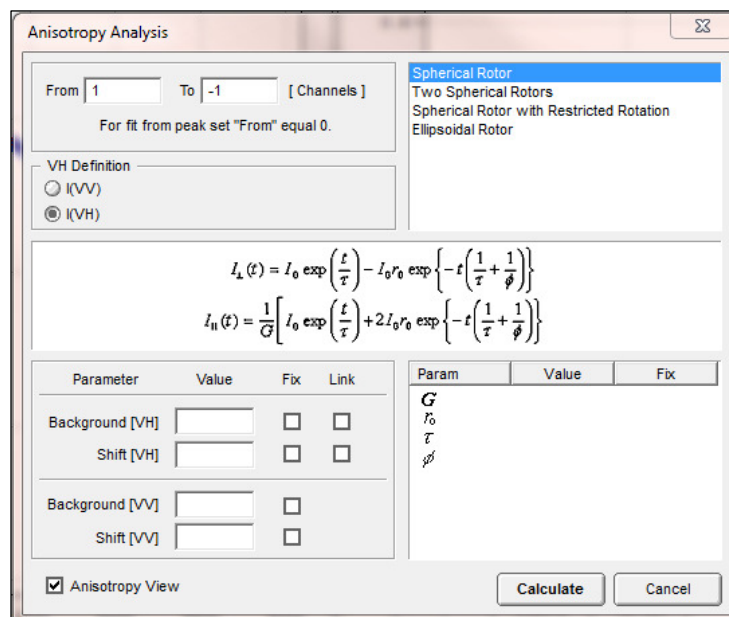 Anisotropy Analysis
From 1 To -1 [ Channels ]
For fit from peak set "From" equal 0.
Spherical Rotor
Two Spherical Rotors
Spherical Rotor with Restricted Rotation
Ellipsoidal Rotor
VH Definition
I(VV)
I(VH)
I⊥(t) = I₀ exp(t/τ) − I₀r₀ exp{−t(1/τ + 1/ϕ)}
I॥(t) = 1/G[I₀ exp(t/τ) + 2I₀r₀ exp{−t(1/τ + 1/ϕ)}
Parameter Value Fix Link
Background [VH]
Shift [VH]
Background [VV]
Shift [VV]
Param Value Fix
G
r₀
τ
ϕ
Anisotropy View
Calculate Cancel